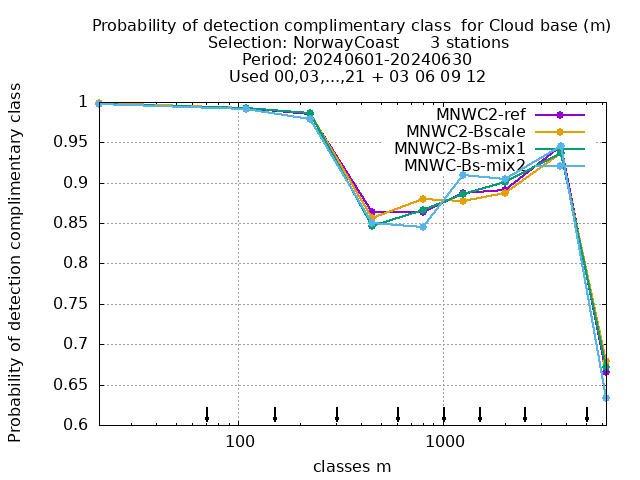 Probability of detection complimentary class  for Cloud base (m)
Selection: NorwayCoast      3 stations
Period: 20240601-20240630
Used 00,03,...,21 + 03 06 09 12
Probability of detection complimentary class
1
0.95
0.9
0.85
0.8
0.75
0.7
0.65
0.6
MNWC2-ref
MNWC2-Bscale
MNWC2-Bs-mix1
MNWC-Bs-mix2
100
1000
classes m